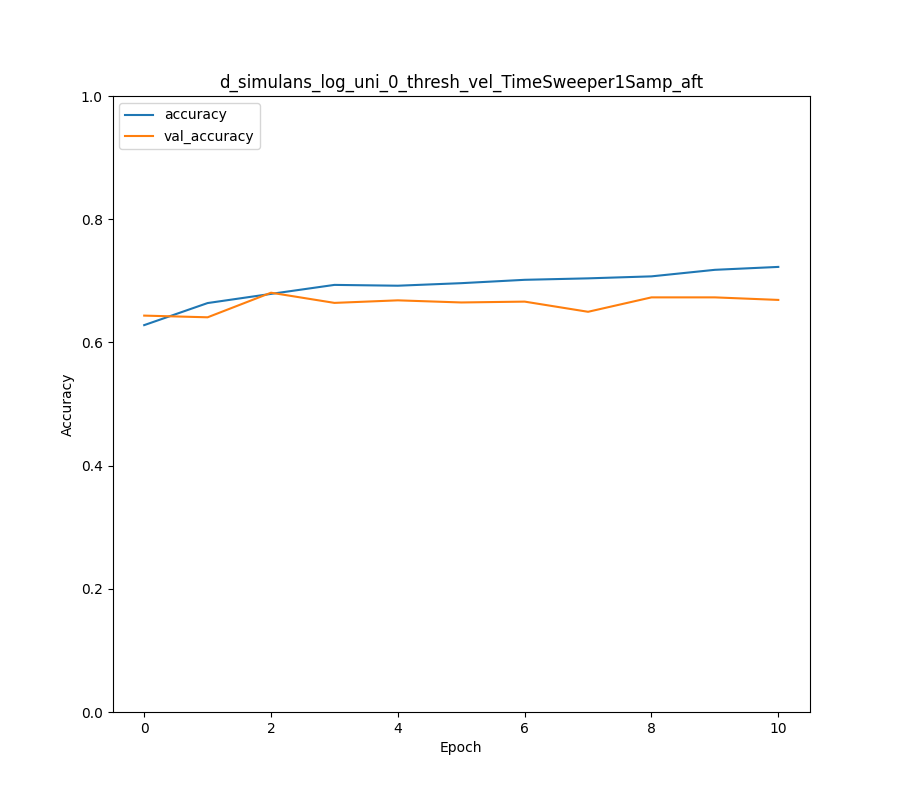 d_simulans_log_uni_0_thresh_vel_TimeSweeper1Samp_aft
accuracy
val_accuracy
1.0
0.8
0.6
0.4
0.2
0.0
Accuracy
0 2 4 6 8 10
Epoch